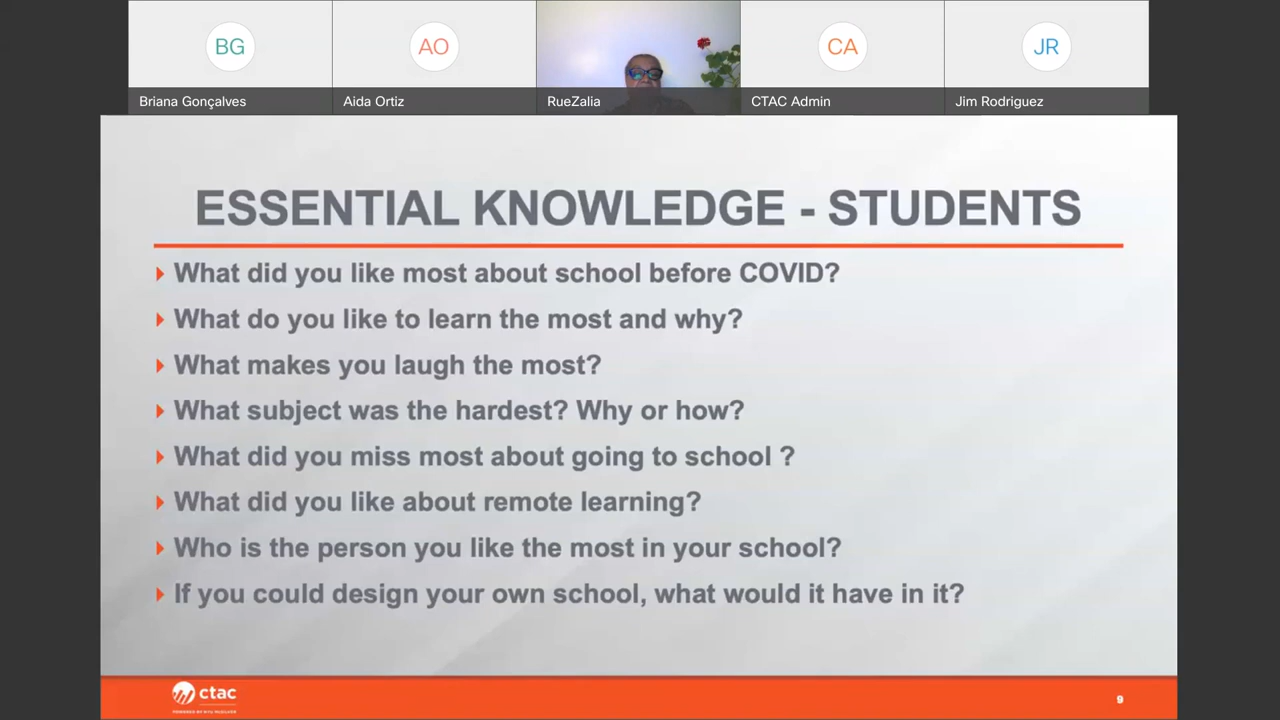 BG
AO
CA
JR
Briana Gonçalves
Aida Ortiz
RueZalia
CTAC Admin
Jim Rodriguez
ESSENTIAL KNOWLEDGE - STUDENTS
What did you like most about school before COVID?
What do you like to learn the most and why?
What makes you laugh the most?
What subject was the hardest? Why or how?
What did you miss most about going to school ?
What did you like about remote learning?
Who is the person you like the most in your school?
If you could design your own school, what would it have in it?
ctac
POWERED BY NYU MCSILVER
9